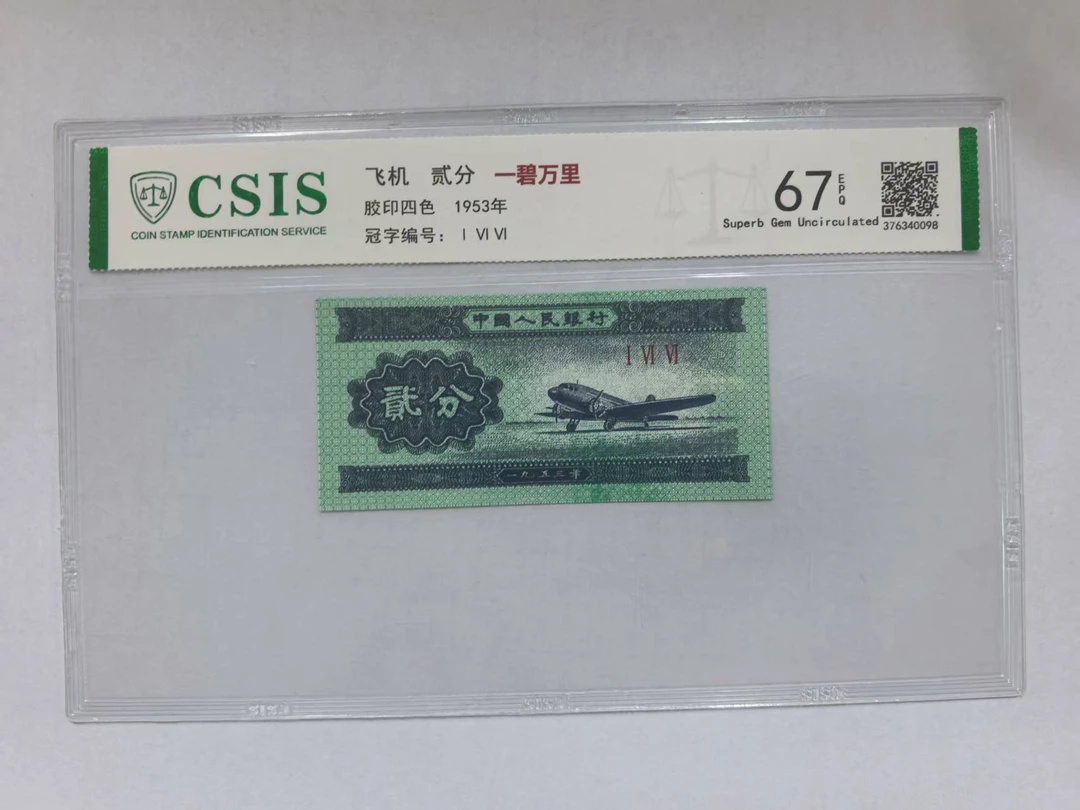 CSIS
COIN STAMP IDENTIFICATION SERVICE
飞机 贰分 一碧万里
胶印四色 1953年
冠字编号: Ⅰ Ⅵ Ⅵ
67 EPQ
Superb Gem Uncirculated
376340098
中國人民銀行
Ⅰ Ⅵ Ⅵ
貳分
一九五三年